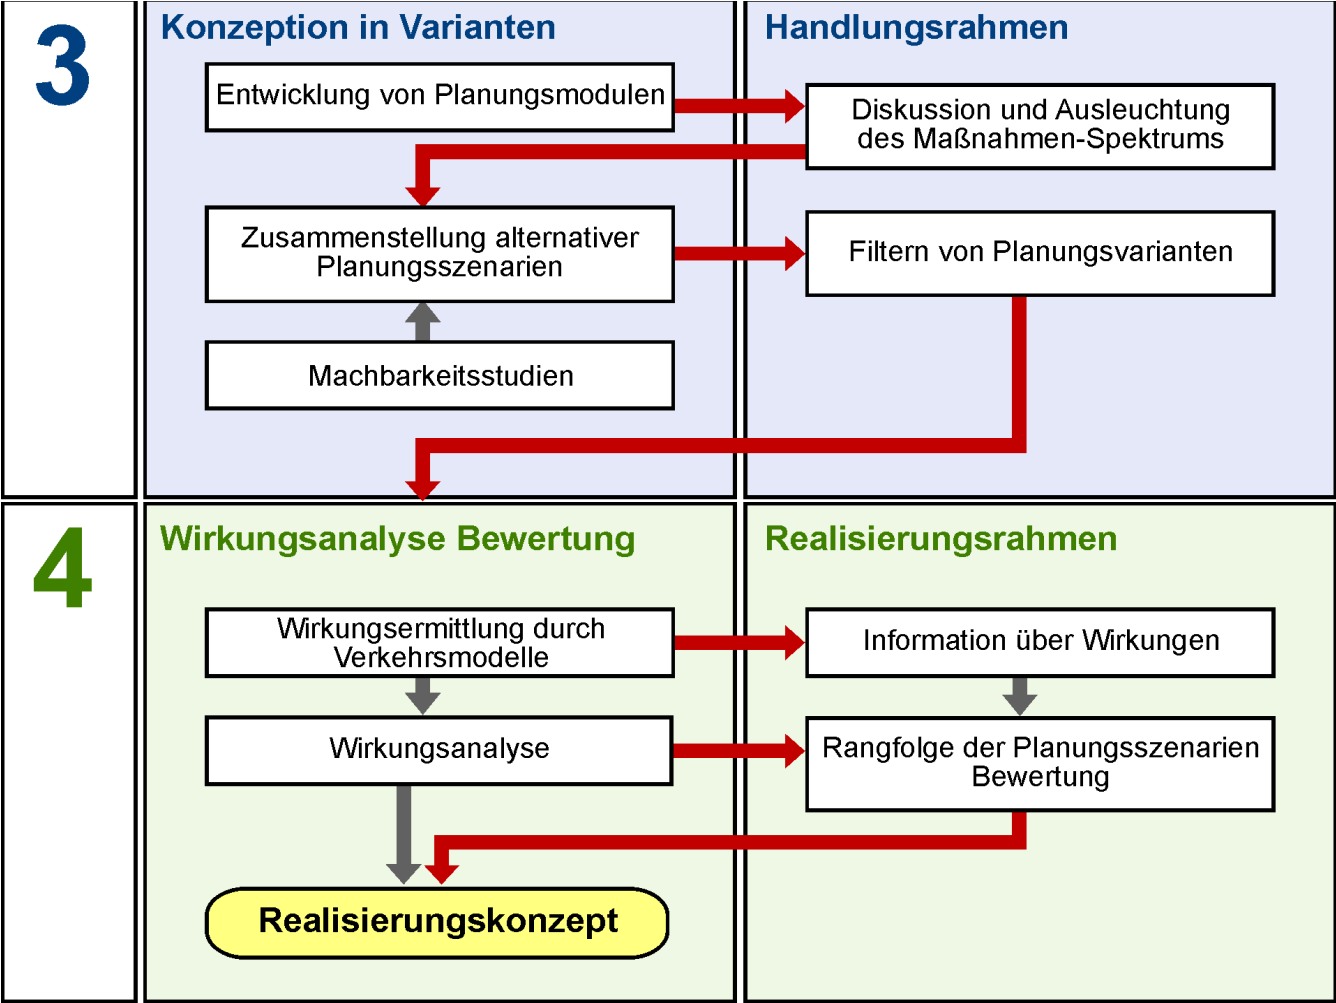 3
Konzeption in Varianten
Handlungsrahmen
Entwicklung von Planungsmodulen
Diskussion und Ausleuchtung
des Maßnahmen-Spektrums
Zusammenstellung alternativer
Planungsszenarien
Filtern von Planungsvarianten
Machbarkeitsstudien
4
Wirkungsanalyse Bewertung
Realisierungsrahmen
Wirkungsermittlung durch
Verkehrsmodelle
Information über Wirkungen
Wirkungsanalyse
Rangfolge der Planungsszenarien
Bewertung
Realisierungskonzept